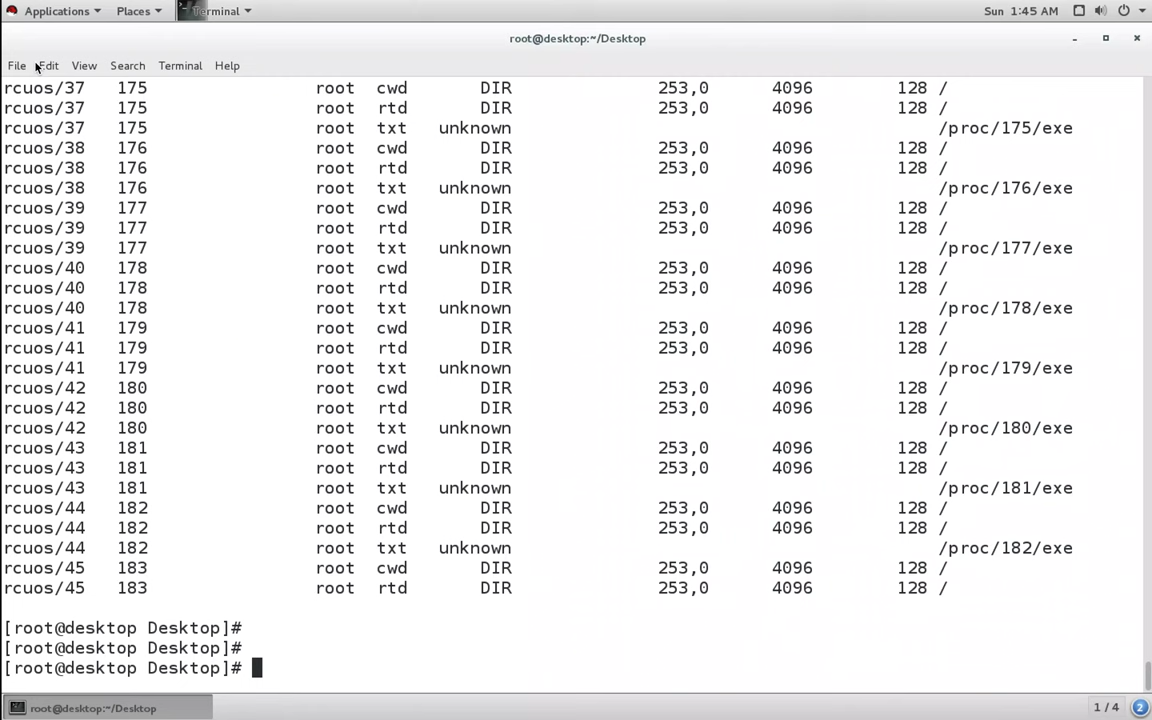 Applications Places Terminal Sun 1:45 AM
root@desktop:~/Desktop
File Edit View Search Terminal Help
rcuos/37 175 root cwd DIR 253,0 4096 128 /
rcuos/37 175 root rtd DIR 253,0 4096 128 /
rcuos/37 175 root txt unknown /proc/175/exe
rcuos/38 176 root cwd DIR 253,0 4096 128 /
rcuos/38 176 root rtd DIR 253,0 4096 128 /
rcuos/38 176 root txt unknown /proc/176/exe
rcuos/39 177 root cwd DIR 253,0 4096 128 /
rcuos/39 177 root rtd DIR 253,0 4096 128 /
rcuos/39 177 root txt unknown /proc/177/exe
rcuos/40 178 root cwd DIR 253,0 4096 128 /
rcuos/40 178 root rtd DIR 253,0 4096 128 /
rcuos/40 178 root txt unknown /proc/178/exe
rcuos/41 179 root cwd DIR 253,0 4096 128 /
rcuos/41 179 root rtd DIR 253,0 4096 128 /
rcuos/41 179 root txt unknown /proc/179/exe
rcuos/42 180 root cwd DIR 253,0 4096 128 /
rcuos/42 180 root rtd DIR 253,0 4096 128 /
rcuos/42 180 root txt unknown /proc/180/exe
rcuos/43 181 root cwd DIR 253,0 4096 128 /
rcuos/43 181 root rtd DIR 253,0 4096 128 /
rcuos/43 181 root txt unknown /proc/181/exe
rcuos/44 182 root cwd DIR 253,0 4096 128 /
rcuos/44 182 root rtd DIR 253,0 4096 128 /
rcuos/44 182 root txt unknown /proc/182/exe
rcuos/45 183 root cwd DIR 253,0 4096 128 /
rcuos/45 183 root rtd DIR 253,0 4096 128 /
[root@desktop Desktop]#
[root@desktop Desktop]#
[root@desktop Desktop]#
root@desktop:~/Desktop 1 / 4 2